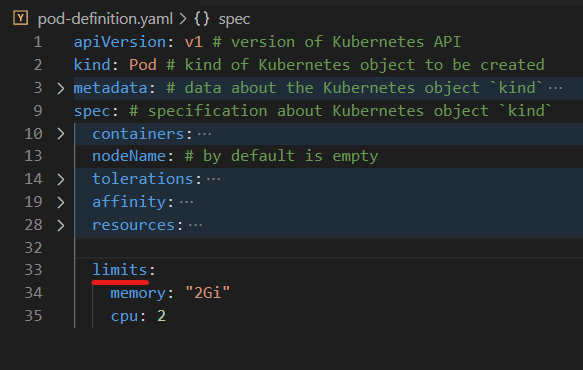 pod-definition.yaml > {} spec
1 apiVersion: v1 # version of Kubernetes API
2 kind: Pod # kind of Kubernetes object to be created
3 > metadata: # data about the Kubernetes object `kind`···
9 spec: # specification about Kubernetes object `kind`
10 > containers:···
13 nodeName: # by default is empty
14 > tolerations:···
19 > affinity:···
28 > resources:···
32
33 limits:
34 memory: "2Gi"
35 cpu: 2